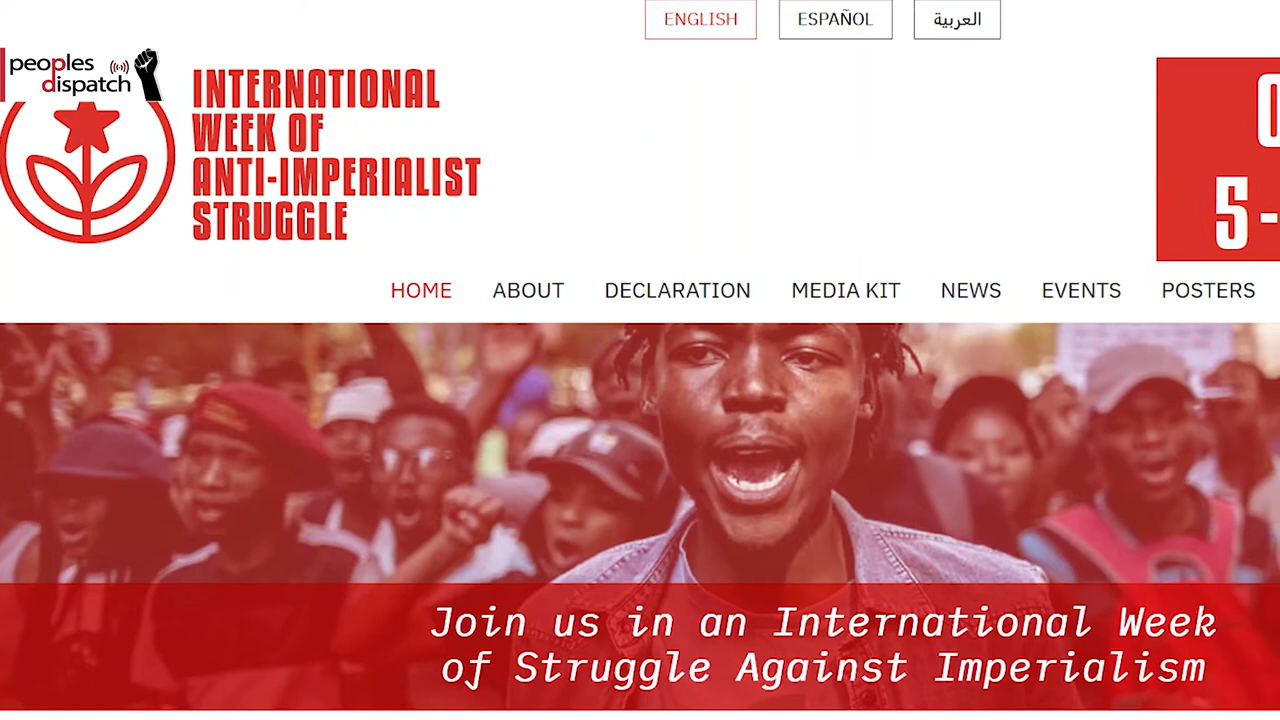 ENGLISH
ESPAÑOL
العربية
peoples
dispatch
INTERNATIONAL
WEEK OF
ANTI-IMPERIALIST
STRUGGLE
5-
HOME
ABOUT
DECLARATION
MEDIA KIT
NEWS
EVENTS
POSTERS
Join us in an International Week
of Struggle Against Imperialism